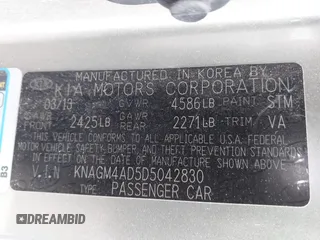 MANUFACTURED IN KOREA BY
KIA MOTORS CORPORATION
03/13 GVWR 4586LB PAINT STM
GAWR FRONT 2425LB GAWR REAR 2271LB TRIM VA
THIS VEHICLE CONFORMS TO ALL APPLICABLE U.S. FEDERAL
MOTOR VEHICLE SAFETY, BUMPER, AND THEFT PREVENTION
STANDARDS IN EFFECT ON THE DATE OF MANUFACTURE SHOWN ABOVE.
V.I.N KNAGM4AD5D5042830
TYPE PASSENGER CAR
B3
DREAMBID